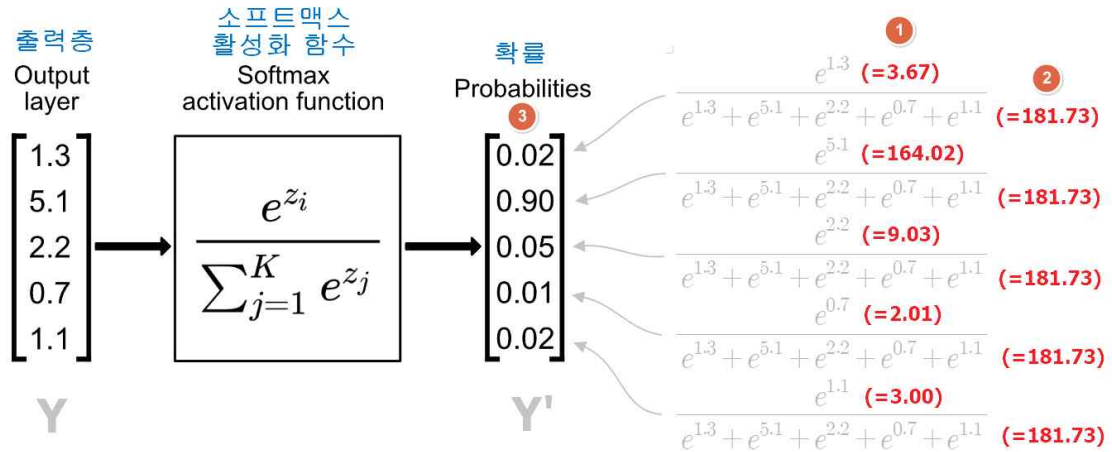 출력층
Output
layer
1.3
5.1
2.2
0.7
1.1
Y
소프트맥스
활성화 함수
Softmax
activation function
e^{z_i}
∑_{j=1}^{K} e^{z_j}
확률
Probabilities
3
0.02
0.90
0.05
0.01
0.02
Y'
1
e^{1.3} (=3.67)
2
e^{1.3} + e^{5.1} + e^{2.2} + e^{0.7} + e^{1.1} (=181.73)
e^{5.1} (=164.02)
e^{1.3} + e^{5.1} + e^{2.2} + e^{0.7} + e^{1.1} (=181.73)
e^{2.2} (=9.03)
e^{1.3} + e^{5.1} + e^{2.2} + e^{0.7} + e^{1.1} (=181.73)
e^{0.7} (=2.01)
e^{1.3} + e^{5.1} + e^{2.2} + e^{0.7} + e^{1.1} (=181.73)
e^{1.1} (=3.00)
e^{1.3} + e^{5.1} + e^{2.2} + e^{0.7} + e^{1.1} (=181.73)